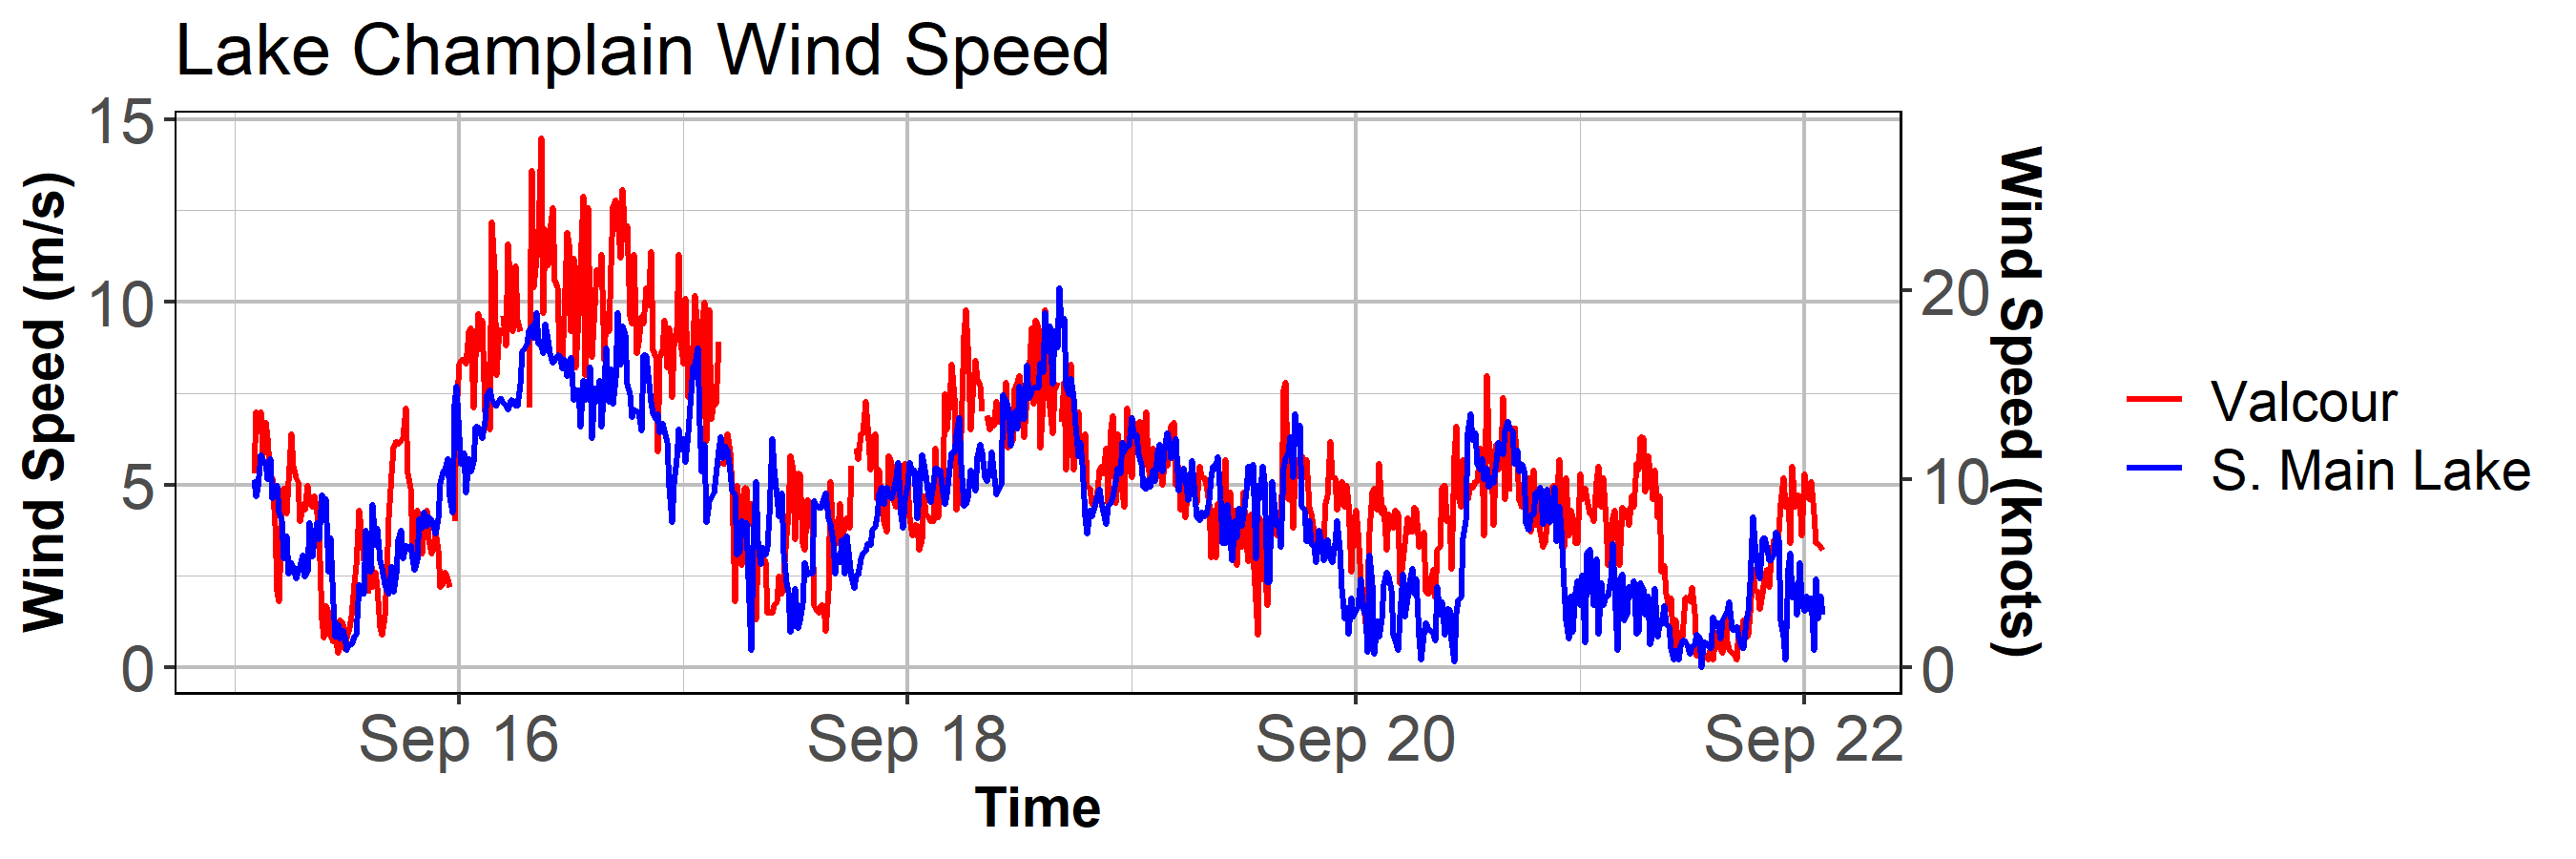 Lake Champlain Wind Speed
Wind Speed (m/s)
15
10
5
0
20
10
0
Wind Speed (knots)
Sep 16
Sep 18
Sep 20
Sep 22
Time
Valcour
S. Main Lake